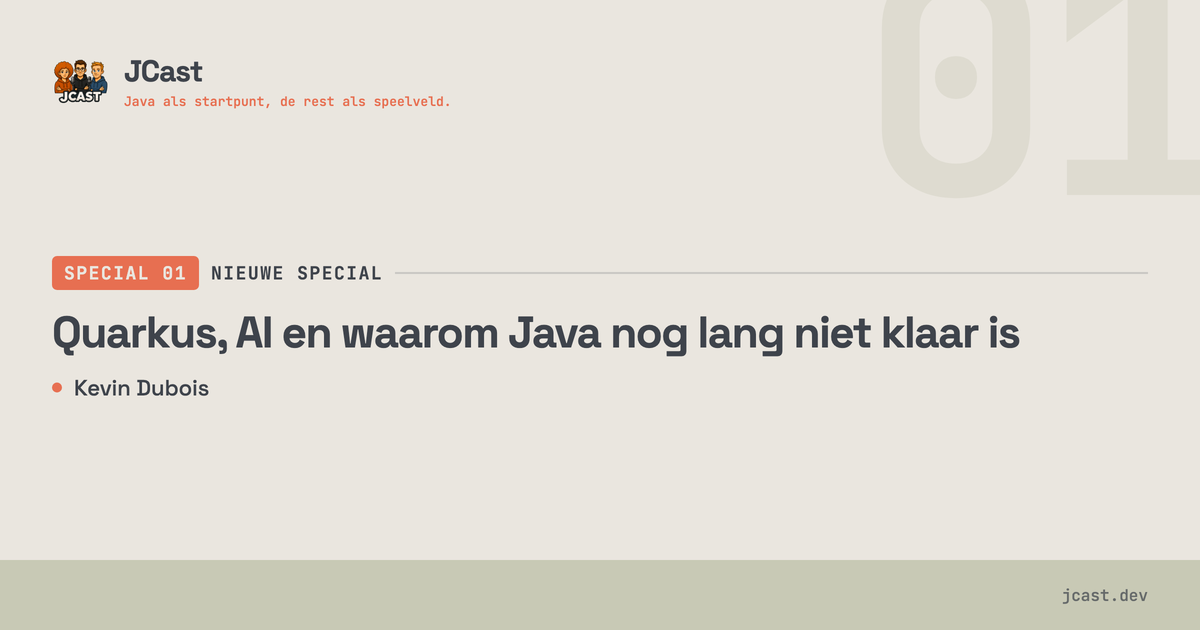 01
JCAST
JCast
Java als startpunt, de rest als speelveld.
SPECIAL 01 NIEUWE SPECIAL
Quarkus, AI en waarom Java nog lang niet klaar is
Kevin Dubois
jcast.dev